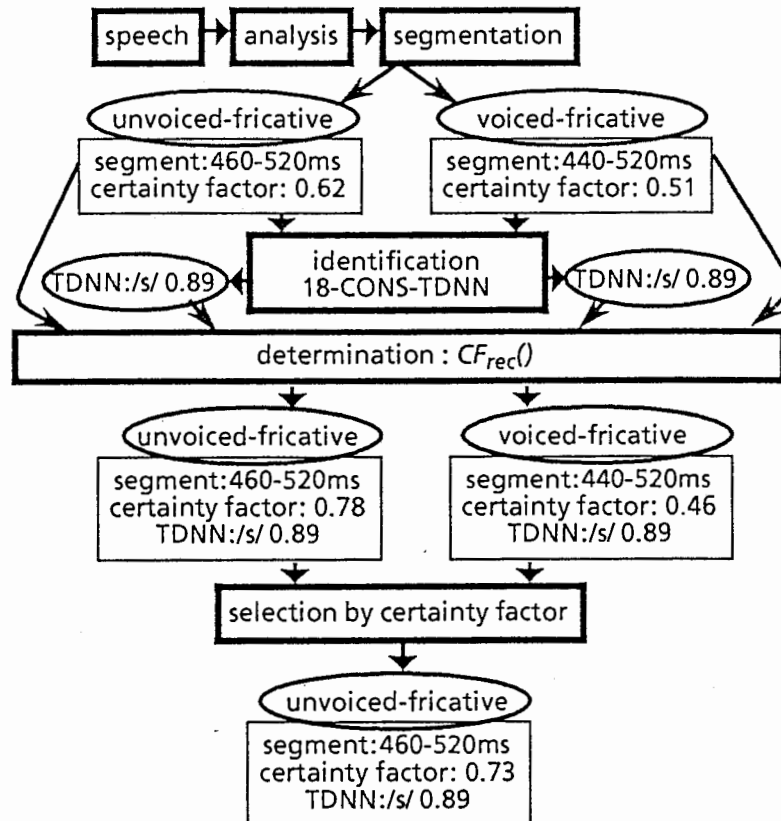 speech
analysis
segmentation
unvoiced-fricative
segment:460-520ms
certainty factor: 0.62
voiced-fricative
segment:440-520ms
certainty factor: 0.51
TDNN:/s/ 0.89
identification
18-CONS-TDNN
TDNN:/s/ 0.89
determination : CFrec()
unvoiced-fricative
segment:460-520ms
certainty factor: 0.78
TDNN:/s/ 0.89
voiced-fricative
segment:440-520ms
certainty factor: 0.46
TDNN:/s/ 0.89
selection by certainty factor
unvoiced-fricative
segment:460-520ms
certainty factor: 0.73
TDNN:/s/ 0.89